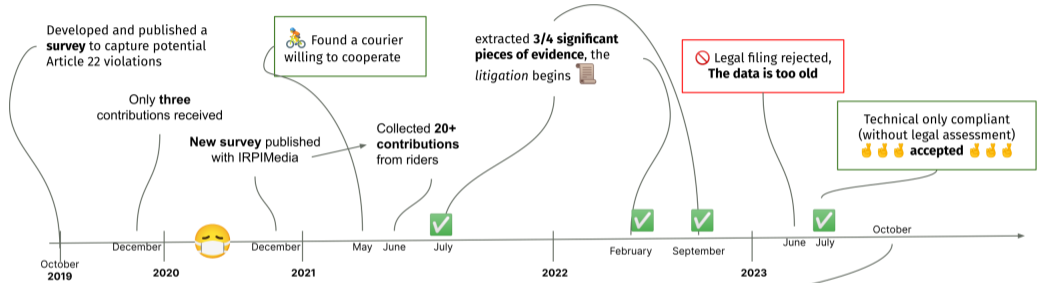 Developed and published a
survey to capture potential
Article 22 violations
Only three
contributions received
New survey published
with IRPIMedia
Found a courier
willing to cooperate
Collected 20+
contributions
from riders
extracted 3/4 significant
pieces of evidence, the
litigation begins
Legal filing rejected,
The data is too old
Technical only compliant
(without legal assessment)
accepted
October
2019
December
2020
December
2021
May
June
July
2022
February
September
2023
June
July
October